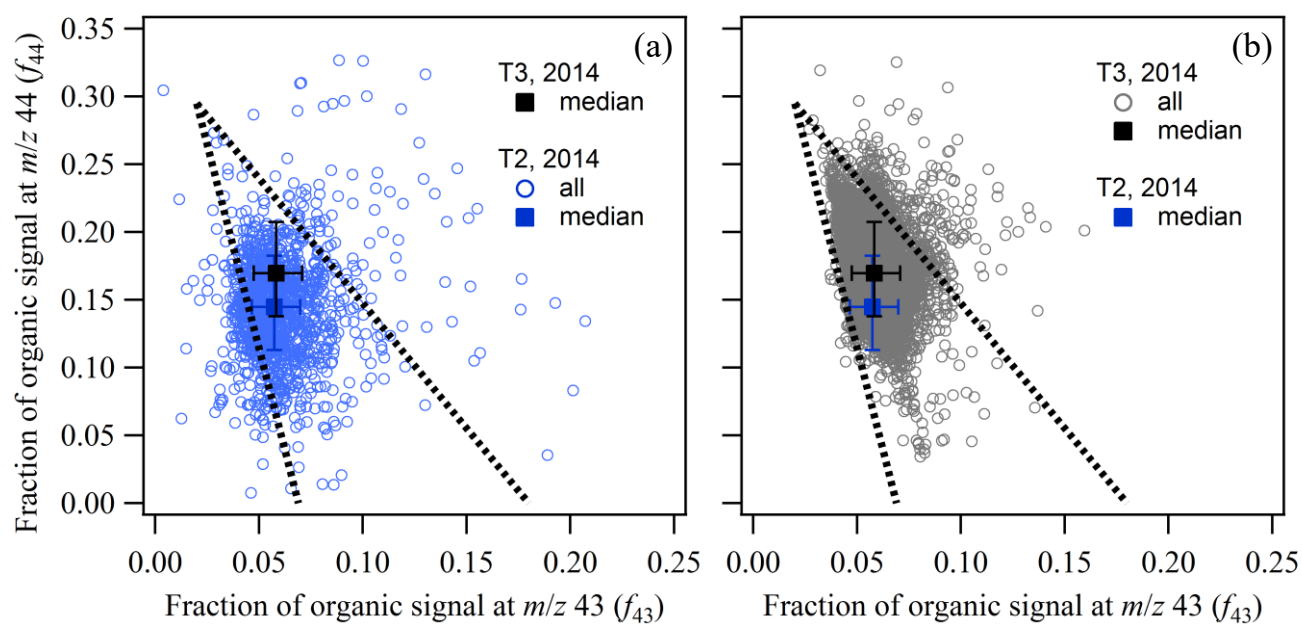 Fraction of organic signal at m/z 44 (f44)
0.35
0.30
0.25
0.20
0.15
0.10
0.05
0.00
(a)
T3, 2014
median
T2, 2014
all
median
0.00 0.05 0.10 0.15 0.20 0.25
Fraction of organic signal at m/z 43 (f43)
(b)
T3, 2014
all
median
T2, 2014
median
0.00 0.05 0.10 0.15 0.20 0.25
Fraction of organic signal at m/z 43 (f43)